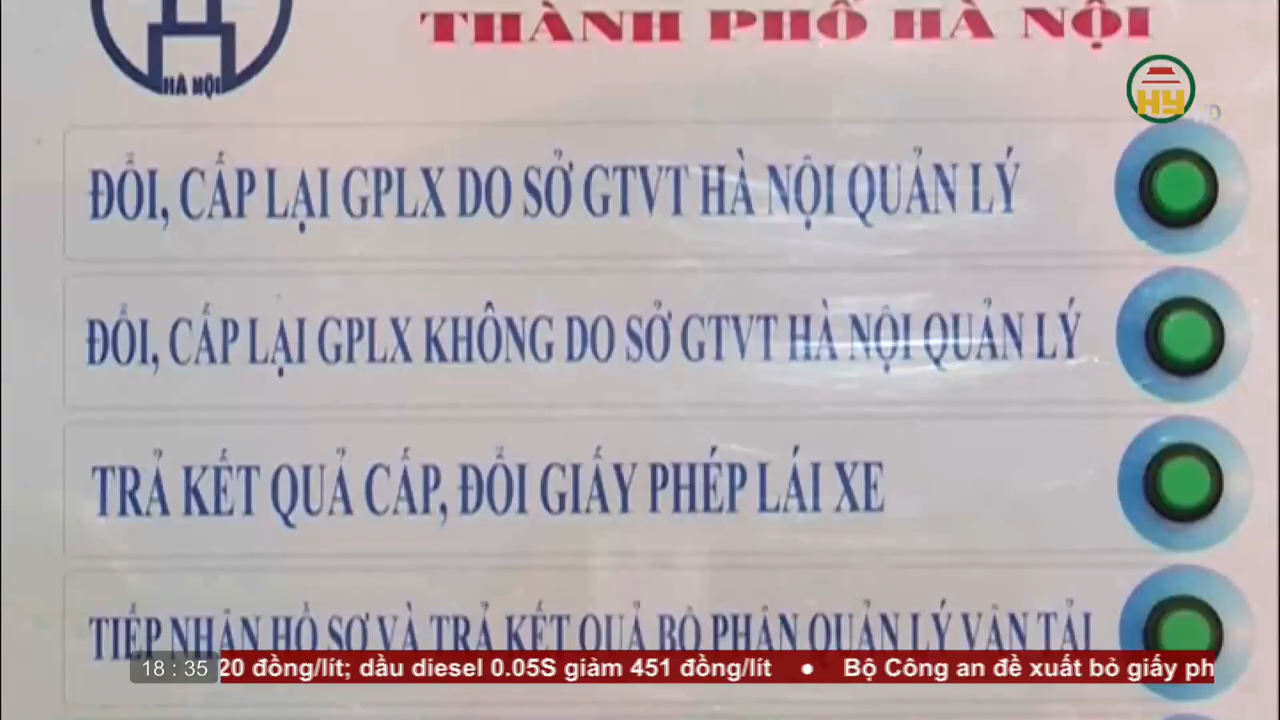 THÀNH PHỐ HÀ NỘI
HÀ NỘI
HY
HD
ĐỔI, CẤP LẠI GPLX DO SỞ GTVT HÀ NỘI QUẢN LÝ
ĐỔI, CẤP LẠI GPLX KHÔNG DO SỞ GTVT HÀ NỘI QUẢN LÝ
TRẢ KẾT QUẢ CẤP, ĐỔI GIẤY PHÉP LÁI XE
TIẾP NHẬN HỒ SƠ VÀ TRẢ KẾT QUẢ BỘ PHẬN QUẢN LÝ VẬN TẢI
18 : 35 20 đồng/lít; dầu diesel 0.05S giảm 451 đồng/lít ● Bộ Công an đề xuất bỏ giấy ph